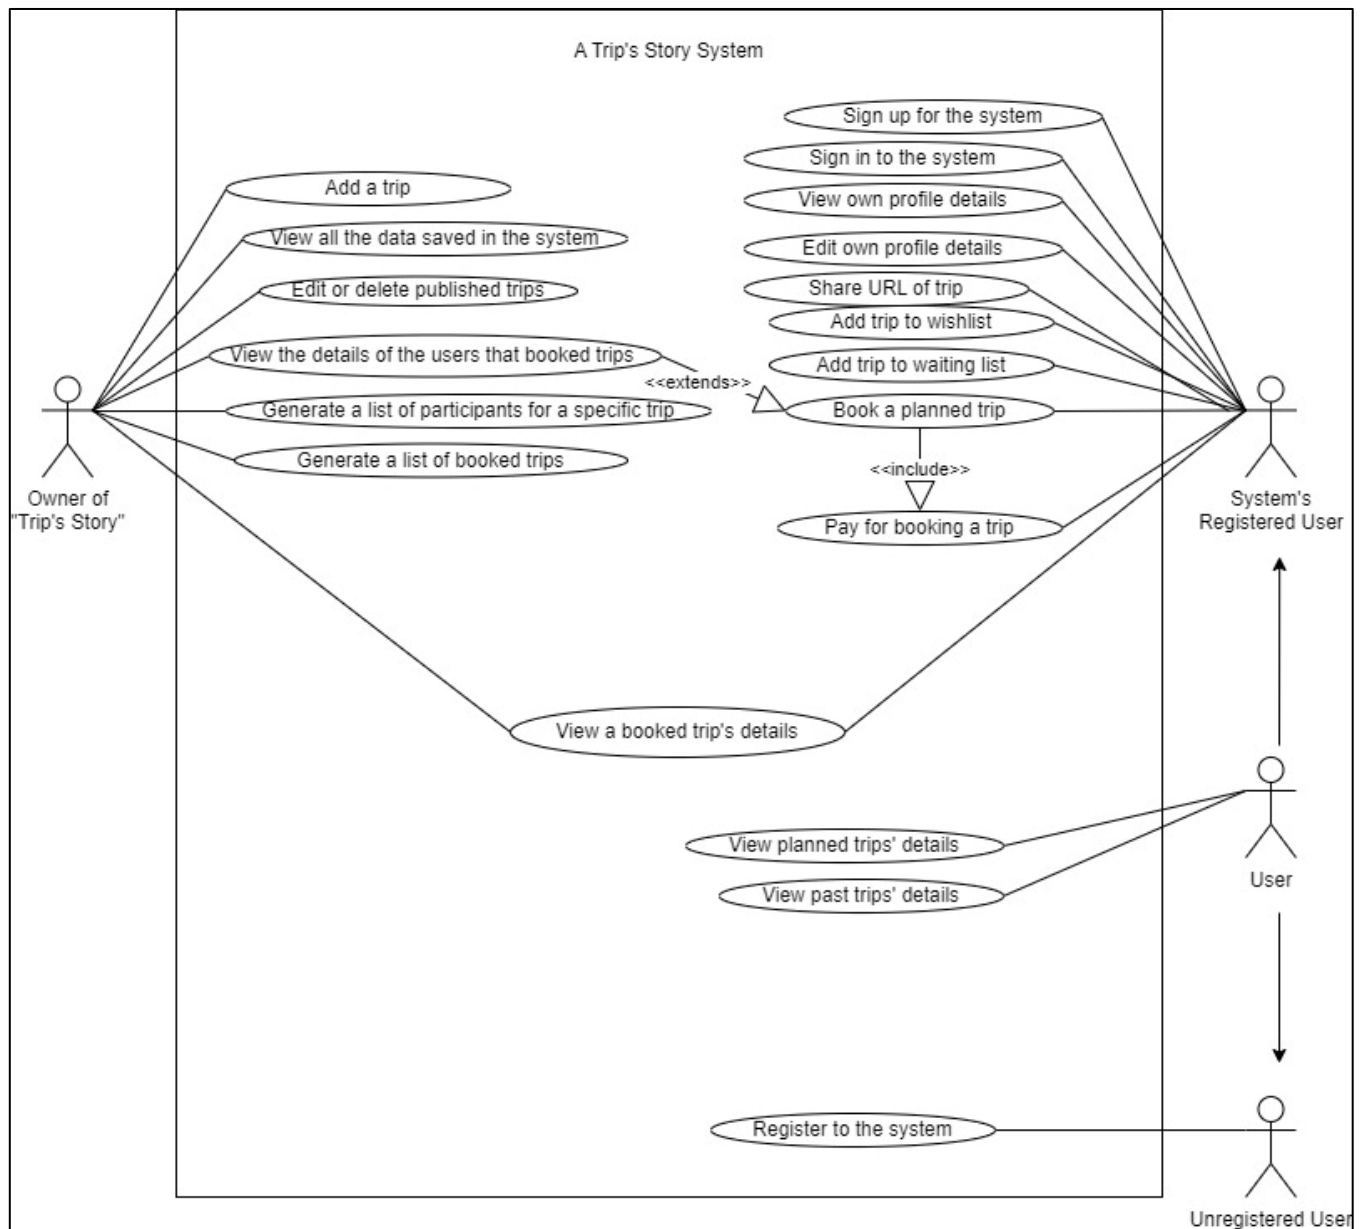 A Trip's Story System
Sign up for the system
Sign in to the system
Add a trip
View own profile details
View all the data saved in the system
Edit own profile details
Edit or delete published trips
Share URL of trip
Add trip to wishlist
View the details of the users that booked trips
Add trip to waiting list
<<extends>>
Generate a list of participants for a specific trip
Book a planned trip
Generate a list of booked trips
<<include>>
Owner of
"Trip's Story"
System's
Registered User
Pay for booking a trip
View a booked trip's details
View planned trips' details
User
View past trips' details
Register to the system
Unregistered User